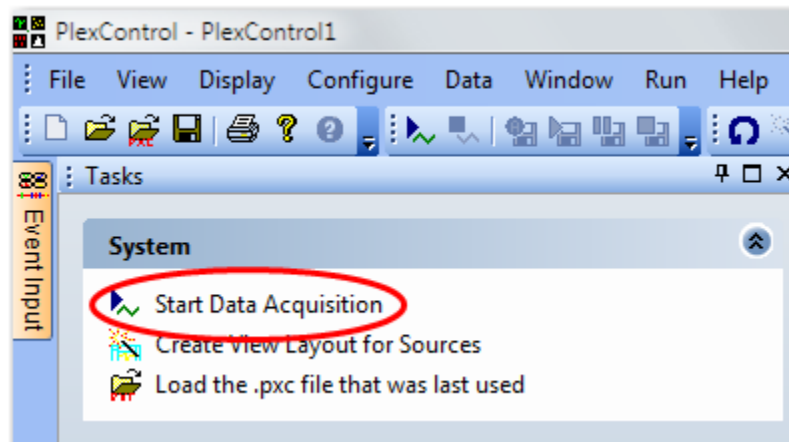 PlexControl - PlexControl1
File View Display Configure Data Window Run Help
PXC
Tasks
Event Input
System
Start Data Acquisition
Create View Layout for Sources
Load the .pxc file that was last used